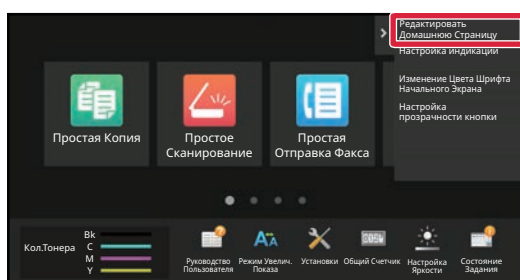 Редактировать
Домашнюю Страницу
Настройка индикации
Изменение Цвета Шрифта
Начального Экрана
Настройка
прозрачности кнопки
Простая Копия
Простое
Сканирование
Простая
Отправка Факса
Кол.Тонера
Bk
C
M
Y
Руководство
Пользователя
Режим Увелич.
Показа
Установки
Общий Счетчик
Настройка
Яркости
Состояние
Задания